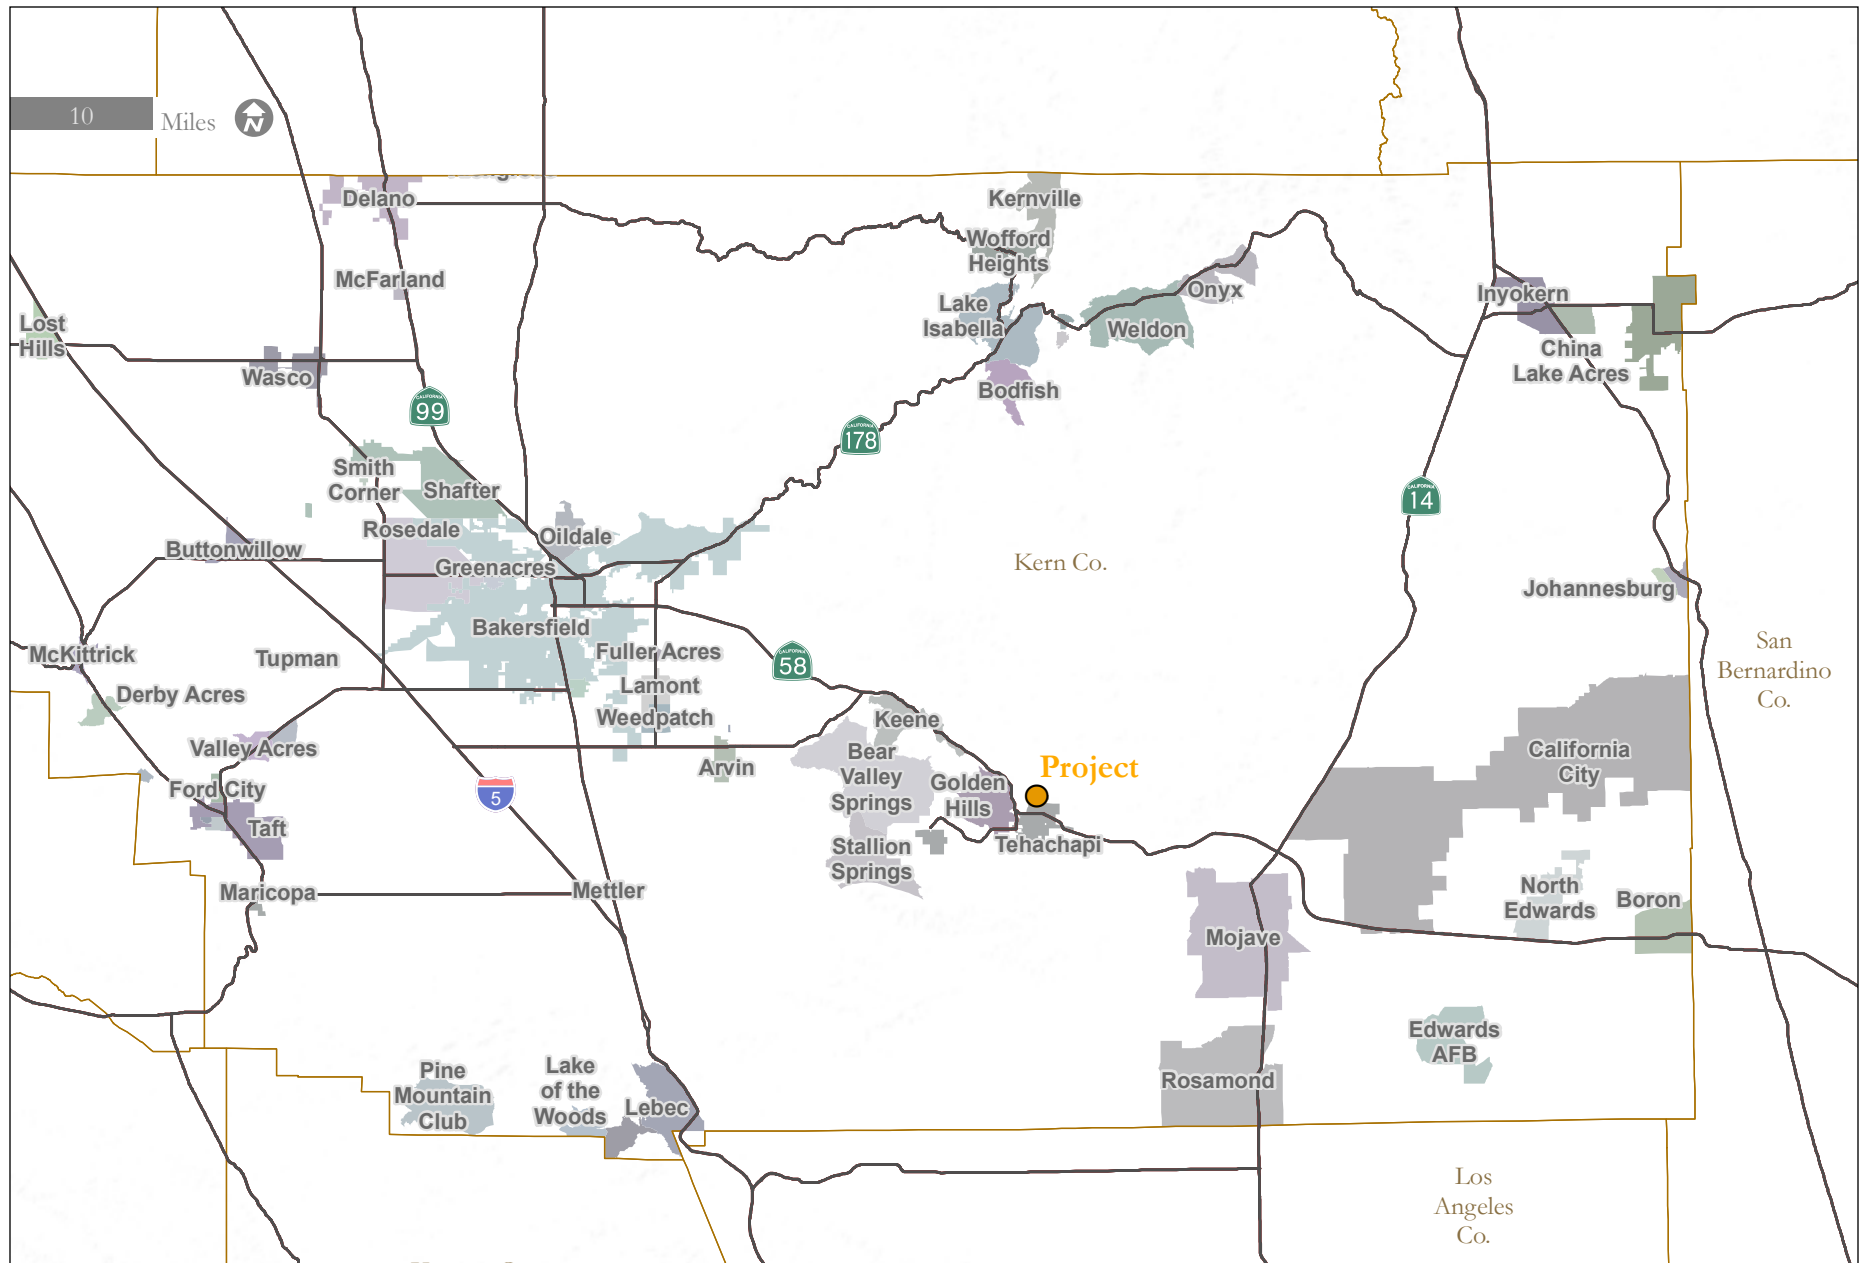 10
Miles
N
Delano
Kernville
Wofford
Heights
McFarland
Lake
Isabella
Onyx
Weldon
Inyokern
China
Lake Acres
Lost
Hills
Wasco
Bodfish
CALIFORNIA
99
CALIFORNIA
178
CALIFORNIA
14
Smith
Corner
Shafter
Rosedale
Oildale
Buttonwillow
Greenacres
Kern Co.
Johannesburg
Bakersfield
McKittrick
Tupman
Fuller Acres
CALIFORNIA
58
San
Bernardino
Co.
Derby Acres
Lamont
Weedpatch
Keene
Valley Acres
Arvin
Bear
Valley
Springs
Golden
Hills
Project
California
City
Ford City
5
Taft
Stallion
Springs
Tehachapi
Maricopa
Mettler
North
Edwards
Boron
Mojave
Edwards
AFB
Pine
Mountain
Club
Lake
of the
Woods
Lebec
Rosamond
Los
Angeles
Co.